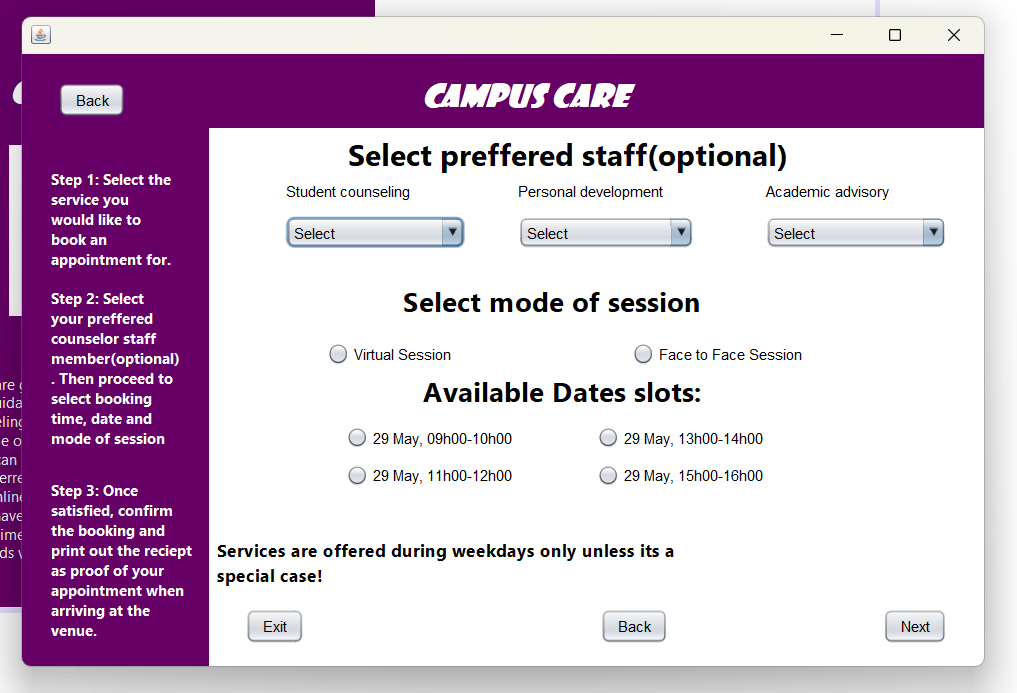 CAMPUS CARE
Back
Step 1: Select the
service you
would like to
book an
appointment for.
Step 2: Select
your preffered
counselor staff
member(optional)
. Then proceed to
select booking
time, date and
mode of session
Step 3: Once
satisfied, confirm
the booking and
print out the reciept
as proof of your
appointment when
arriving at the
venue.
Select preffered staff(optional)
Student counseling Personal development Academic advisory
Select Select Select
Select mode of session
Virtual Session Face to Face Session
Available Dates slots:
29 May, 09h00-10h00 29 May, 13h00-14h00
29 May, 11h00-12h00 29 May, 15h00-16h00
Services are offered during weekdays only unless its a
special case!
Exit Back Next